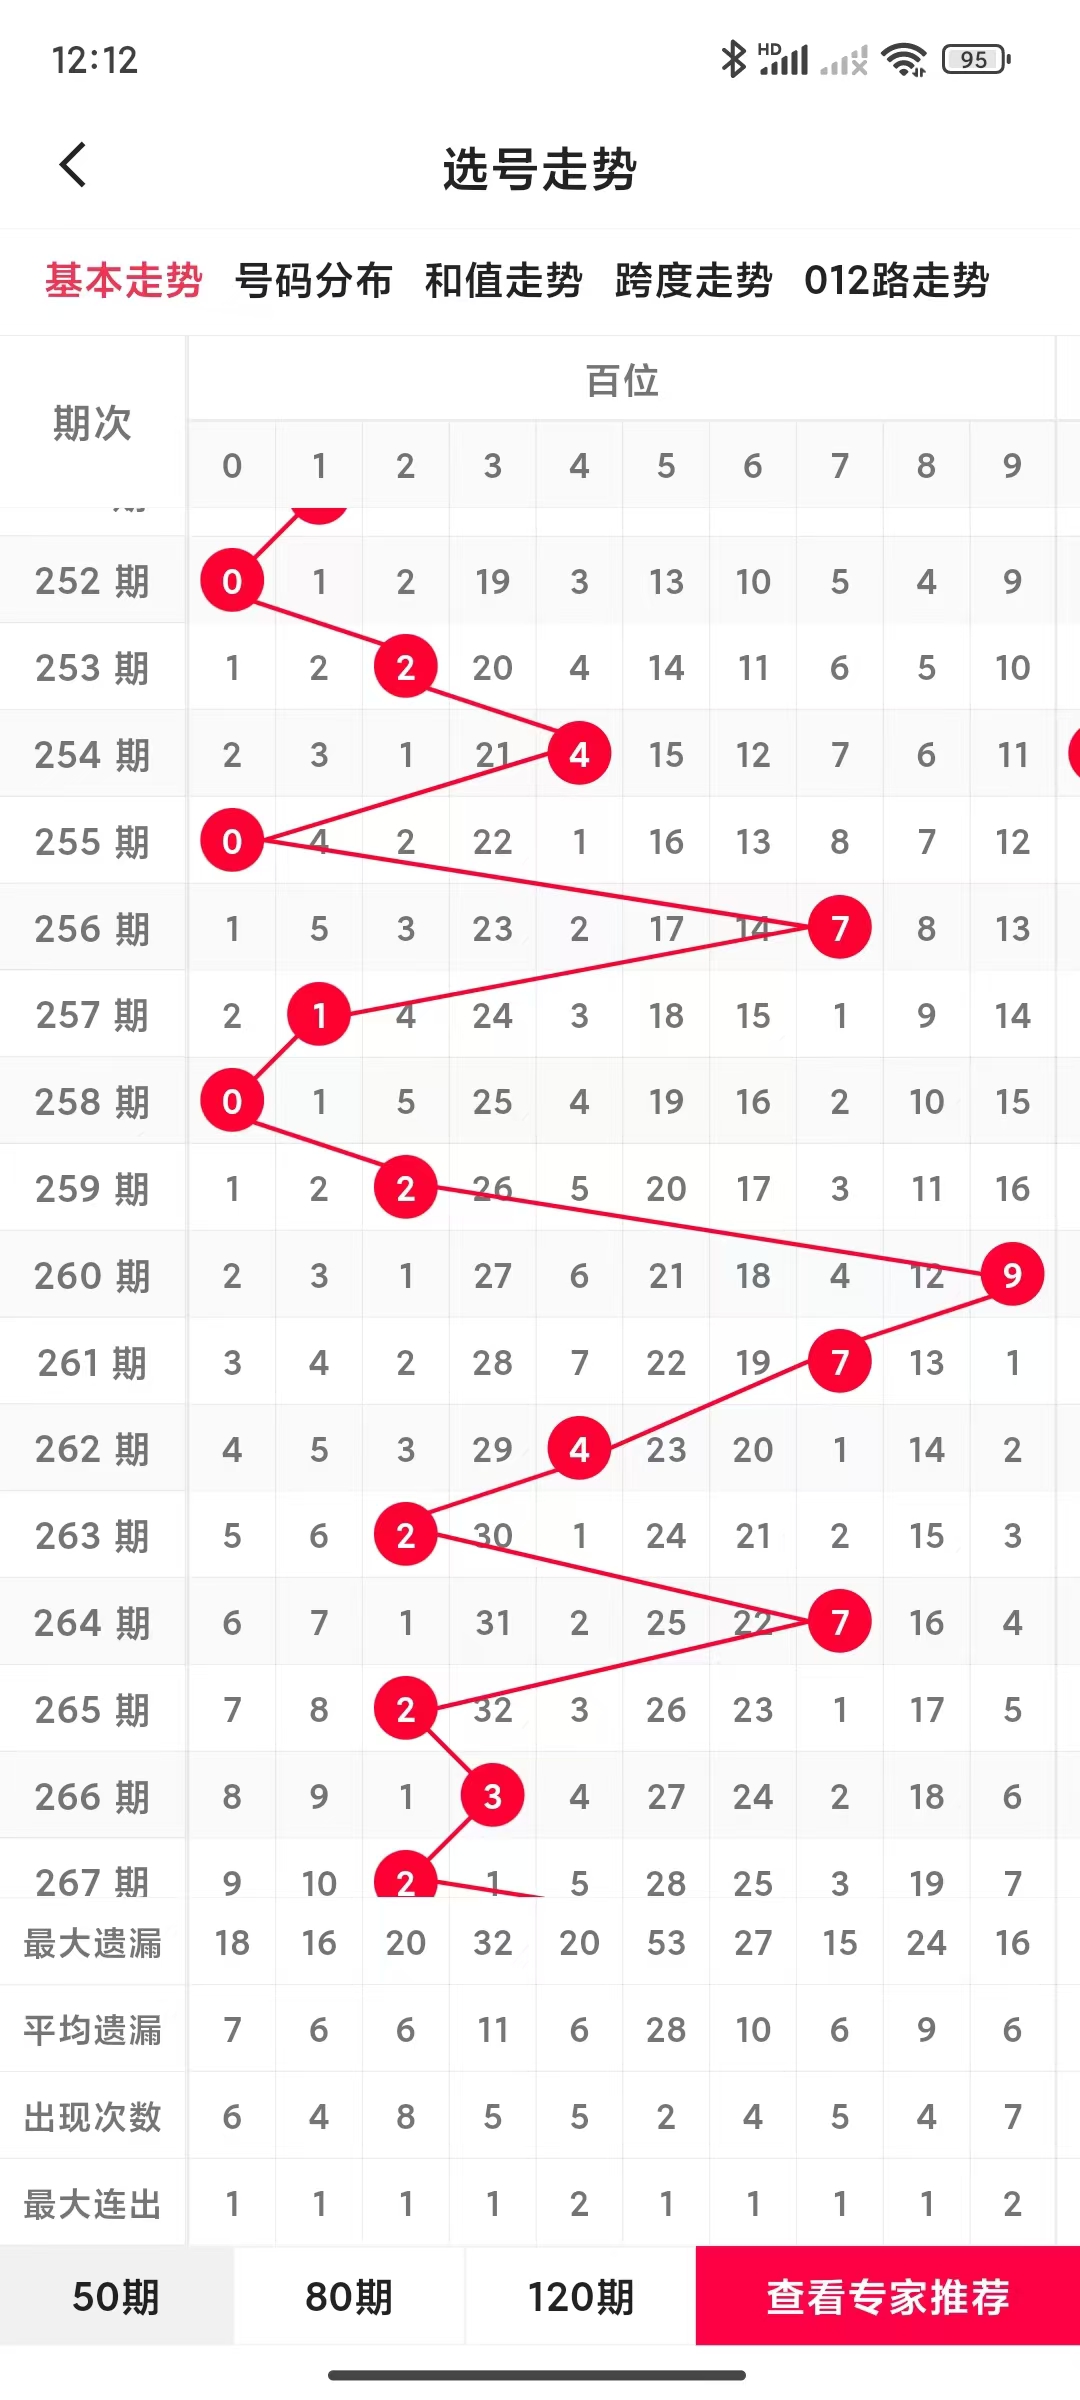 12:12 HD 95
选号走势
基本走势 号码分布 和值走势 跨度走势 012路走势
期次 百位
0 1 2 3 4 5 6 7 8 9
252 期 0 1 2 19 3 13 10 5 4 9
253 期 1 2 2 20 4 14 11 6 5 10
254 期 2 3 1 21 4 15 12 7 6 11
255 期 0 4 2 22 1 16 13 8 7 12
256 期 1 5 3 23 2 17 14 7 8 13
257 期 2 1 4 24 3 18 15 1 9 14
258 期 0 1 5 25 4 19 16 2 10 15
259 期 1 2 2 26 5 20 17 3 11 16
260 期 2 3 1 27 6 21 18 4 12 9
261 期 3 4 2 28 7 22 19 7 13 1
262 期 4 5 3 29 4 23 20 1 14 2
263 期 5 6 2 30 1 24 21 2 15 3
264 期 6 7 1 31 2 25 22 7 16 4
265 期 7 8 2 32 3 26 23 1 17 5
266 期 8 9 1 3 4 27 24 2 18 6
267 期 9 10 2 1 5 28 25 3 19 7
最大遗漏 18 16 20 32 20 53 27 15 24 16
平均遗漏 7 6 6 11 6 28 10 6 9 6
出现次数 6 4 8 5 5 2 4 5 4 7
最大连出 1 1 1 1 2 1 1 1 1 2
50期 80期 120期 查看专家推荐